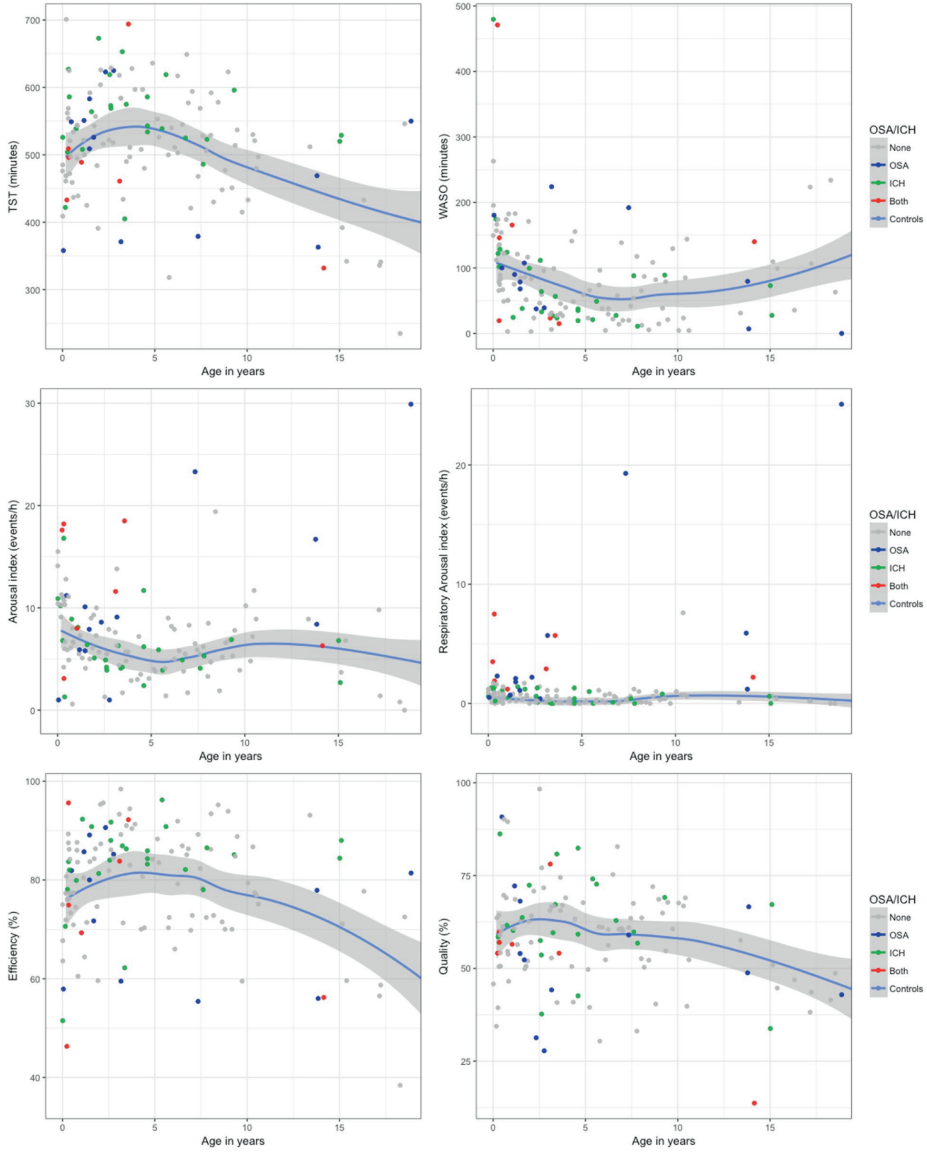 TST (minutes)
700
600
500
400
300
0 5 10 15
Age in years
WASO (minutes)
500
400
300
200
100
0
0 5 10 15
Age in years
OSA/ICH
None
OSA
ICH
Both
Controls
Arousal index (events/h)
30
20
10
0
0 5 10 15
Age in years
Respiratory Arousal index (events/h)
20
10
0
0 5 10 15
Age in years
OSA/ICH
None
OSA
ICH
Both
Controls
Efficiency (%)
100
80
60
40
0 5 10 15
Age in years
Quality (%)
100
75
50
25
0 5 10 15
Age in years
OSA/ICH
None
OSA
ICH
Both
Controls